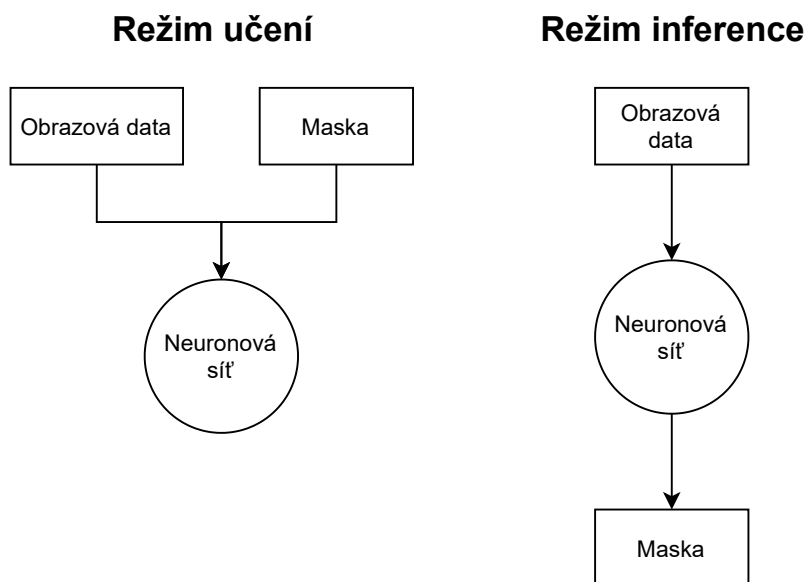 Režim učení
Režim inference
Obrazová data
Maska
Obrazová
data
Neuronová
síť
Neuronová
síť
Maska